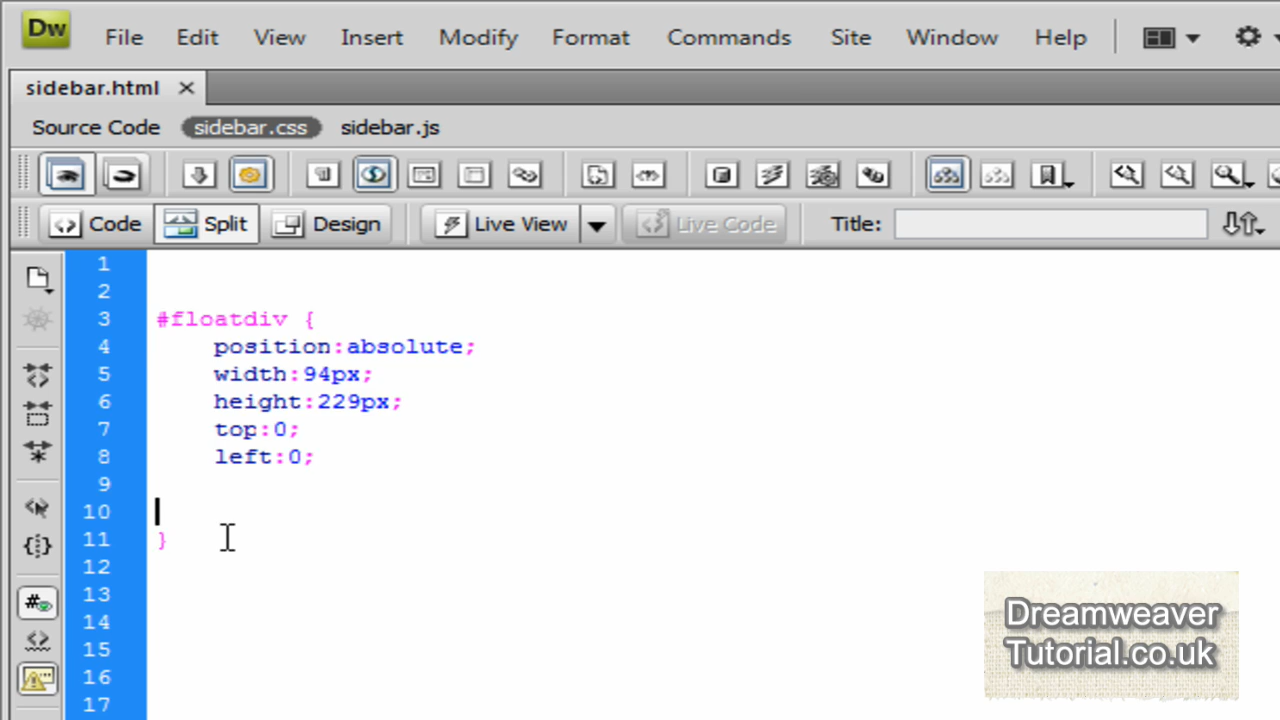 Dw File Edit View Insert Modify Format Commands Site Window Help
sidebar.html
Source Code sidebar.css sidebar.js
Code Split Design Live View Live Code Title:
1
2
3 #floatdiv {
4 position:absolute;
5 width:94px;
6 height:229px;
7 top:0;
8 left:0;
9
10
11 }
12
13
14
15
16
17
Dreamweaver
Tutorial.co.uk